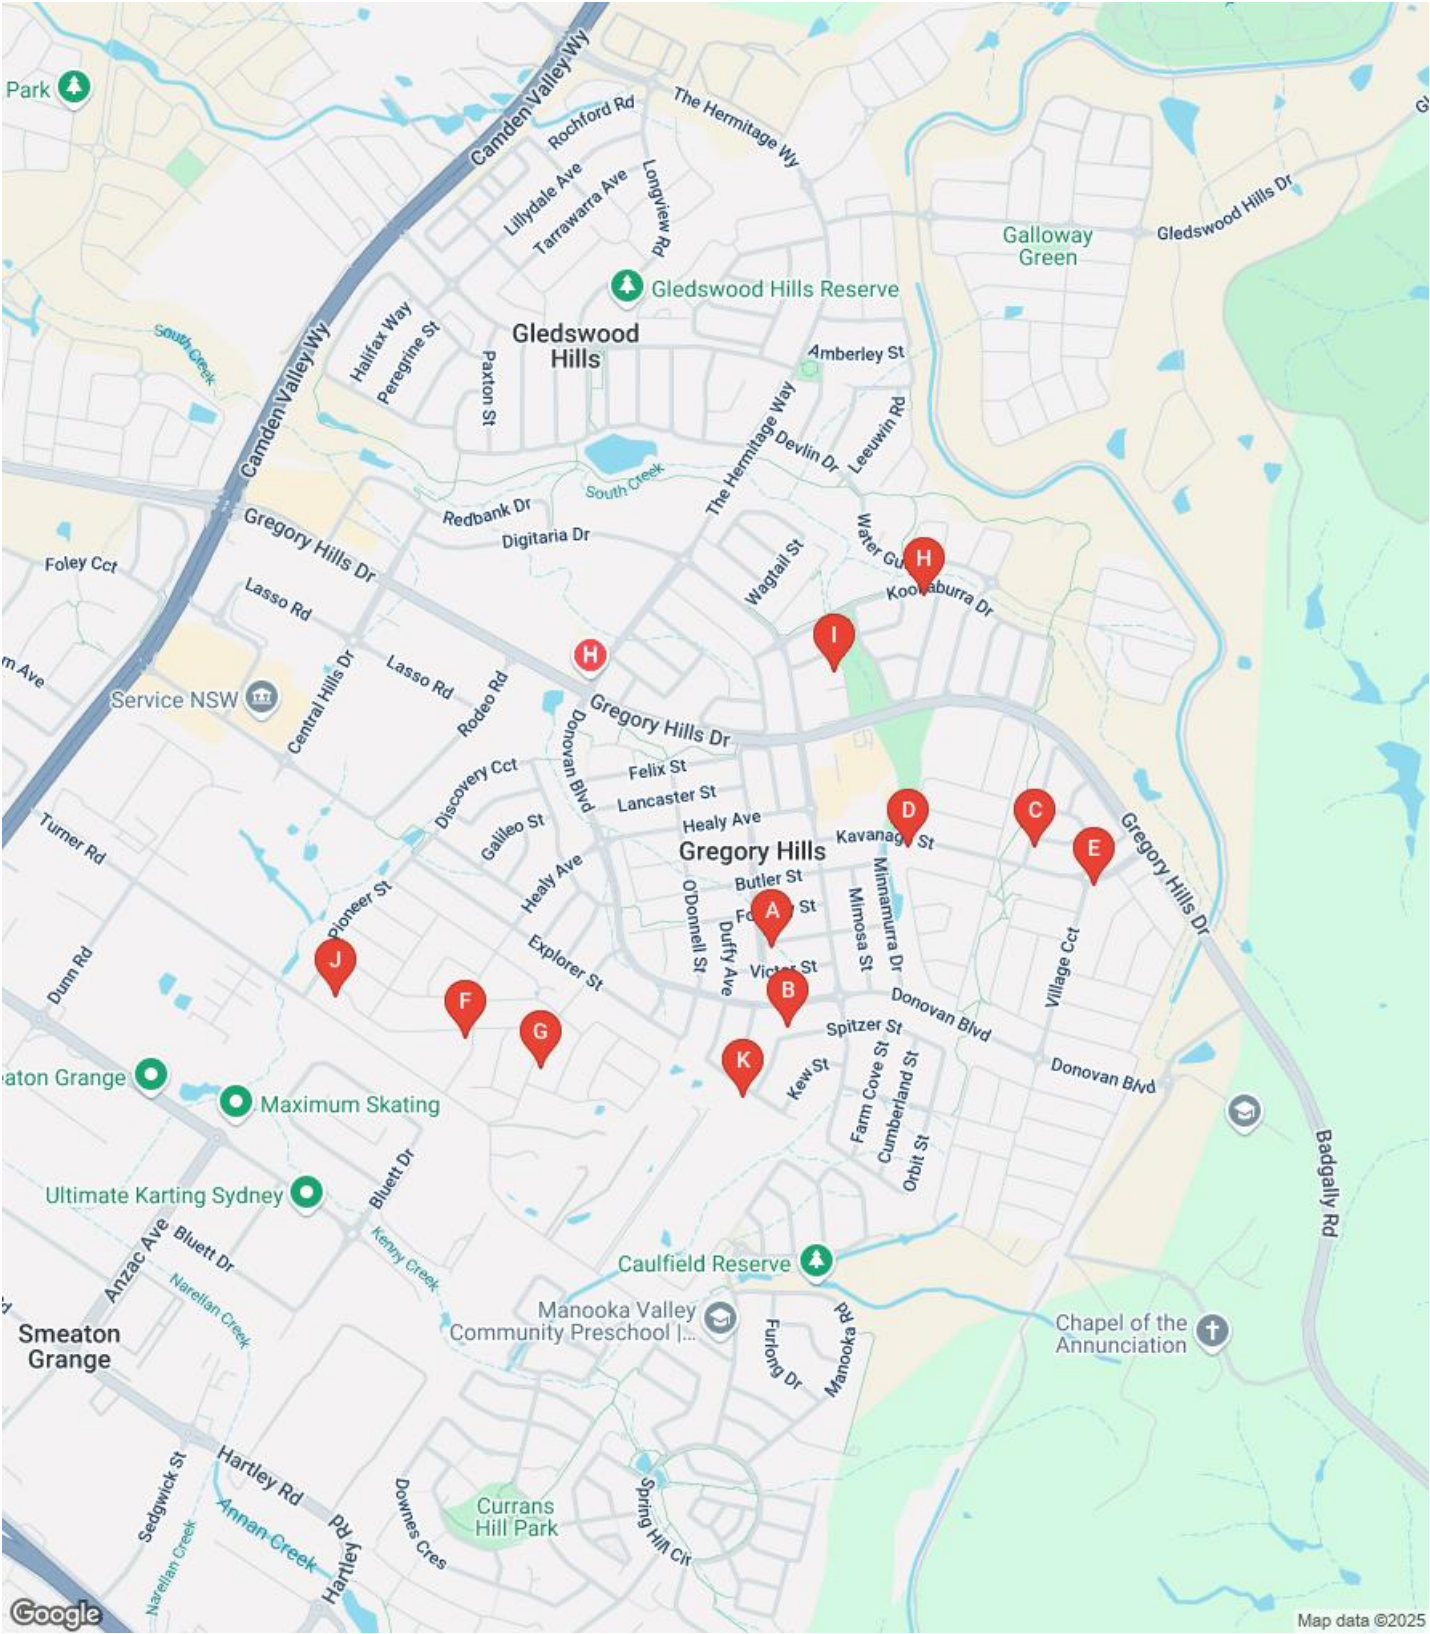 Park
Camden Valley Wy
Rochford Rd
The Hermitage Wy
Lillydale Ave
Tarrawarra Ave
Longview Rd
Gledswood Hills Dr
Galloway
Green
Gledswood Hills Reserve
Gledswood
Hills
Halifax Way
Peregrine St
Paxton St
South Creek
Camden Valley Wy
Amberley St
The Hermitage Way
Devlin Dr
Leeuwin Rd
South Creek
Redbank Dr
Digitaria Dr
Gregory Hills Dr
Foley Cct
Lasso Rd
Wagtail St
Water Gu
H
Kookaburra Dr
I
H
Lasso Rd
Rodeo Rd
Central Hills Dr
Service NSW
Gregory Hills Dr
Donovan Blvd
Discovery Cct
Felix St
Lancaster St
Galileo St
Healy Ave
Healy Ave
Turner Rd
Gregory Hills
D
Kavanagh St
C
E
Gregory Hills Dr
Butler St
A
St
O'Donnell St
Duffy Ave
Mimosa St
Minnamurra Dr
Village Cct
Pioneer St
Explorer St
Dunn Rd
J
F
G
Victor St
B
Donovan Blvd
Spitzer St
K
Kew St
Farm Cove St
Cumberland St
Orbit St
Donovan Blvd
eaton Grange
Maximum Skating
Badgally Rd
Ultimate Karting Sydney
Bluett Dr
Bluett Dr
Anzac Ave
Kenny Creek
Narellan Creek
Caulfield Reserve
Manooka Valley
Community Preschool |...
Furlong Dr
Manooka Rd
Chapel of the
Annunciation
Smeaton
Grange
Hartley Rd
Sedgwick St
Annan Creek
Narellan Creek
Hartley Rd
Downes Cres
Currans
Hill Park
Spring Hill Cir
Google
Map data ©2025